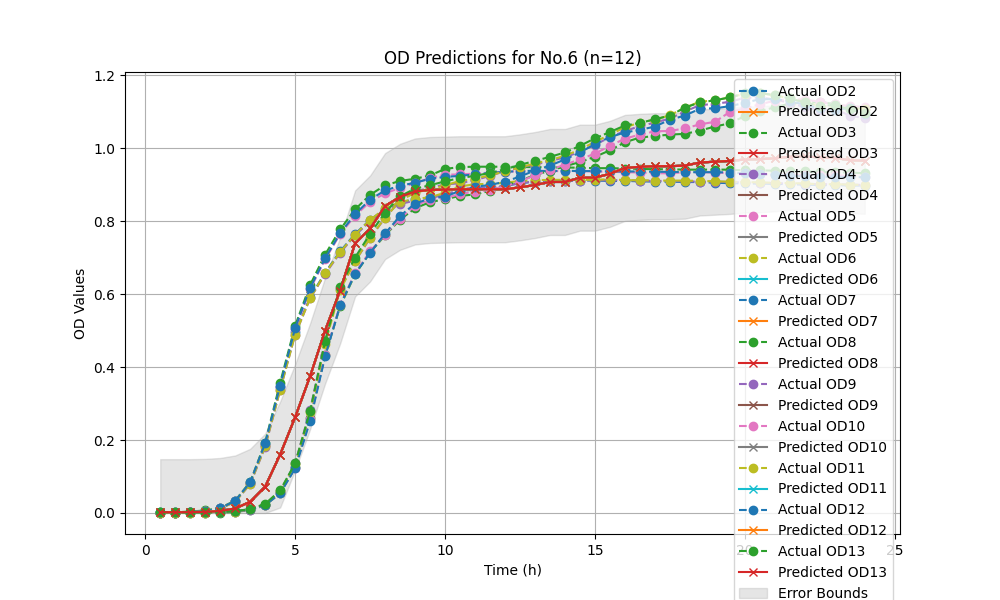 OD Predictions for No.6 (n=12)
OD Values
1.2
1.0
0.8
0.6
0.4
0.2
0.0
0
5
10
15
20
25
Time (h)
Actual OD2
Predicted OD2
Actual OD3
Predicted OD3
Actual OD4
Predicted OD4
Actual OD5
Predicted OD5
Actual OD6
Predicted OD6
Actual OD7
Predicted OD7
Actual OD8
Predicted OD8
Actual OD9
Predicted OD9
Actual OD10
Predicted OD10
Actual OD11
Predicted OD11
Actual OD12
Predicted OD12
Actual OD13
Predicted OD13
Error Bounds